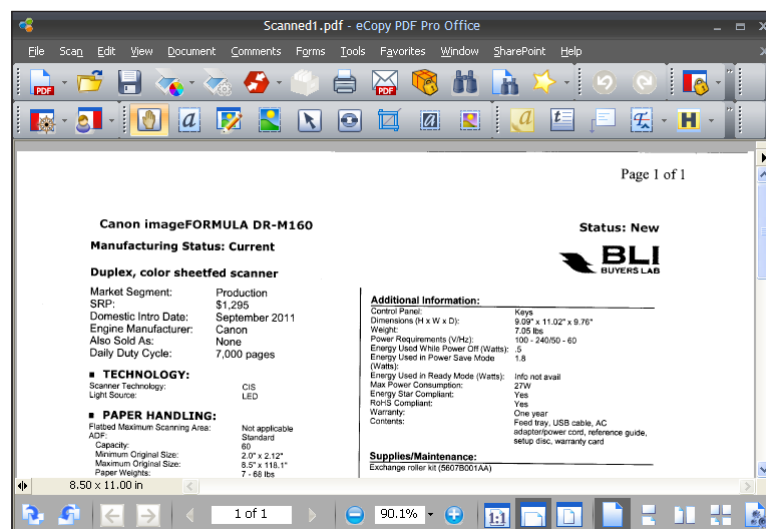 Scanned1.pdf - eCopy PDF Pro Office
File Scan Edit View Document Comments Forms Tools Favorites Window SharePoint Help
Page 1 of 1
Canon imageFORMULA DR-M160
Status: New
Manufacturing Status: Current
BLI
BUYERS LAB
Duplex, color sheetfed scanner
Market Segment: Production
SRP: $1,295
Domestic Intro Date: September 2011
Engine Manufacturer: Canon
Also Sold As: None
Daily Duty Cycle: 7,000 pages
■ TECHNOLOGY:
Scanner Technology: CIS
Light Source: LED
■ PAPER HANDLING:
Flatbed Maximum Scanning Area: Not applicable
ADF: Standard
Capacity: 60
Minimum Original Size: 2.0" x 2.12"
Maximum Original Size: 8.5" x 118.1"
Paper Weights: 7 - 68 lbs
Additional Information:
Control Panel: Keys
Dimensions (H x W x D): 9.09" x 11.02" x 9.76"
Weight: 7.05 lbs
Power Requirements (V/Hz): 100 - 240/50 - 60
Energy Used While Power Off (Watts): .5
Energy Used in Power Save Mode 1.8
(Watts):
Energy Used in Ready Mode (Watts): Info not avail
Max Power Consumption: 27W
Energy Star Compliant: Yes
RoHS Compliant: Yes
Warranty: One year
Contents: Feed tray, USB cable, AC
adapter/power cord, reference guide,
setup disc, warranty card
Supplies/Maintenance:
Exchange roller kit (5607B001AA)
8.50 x 11.00 in
1 of 1
90.1%
1:1